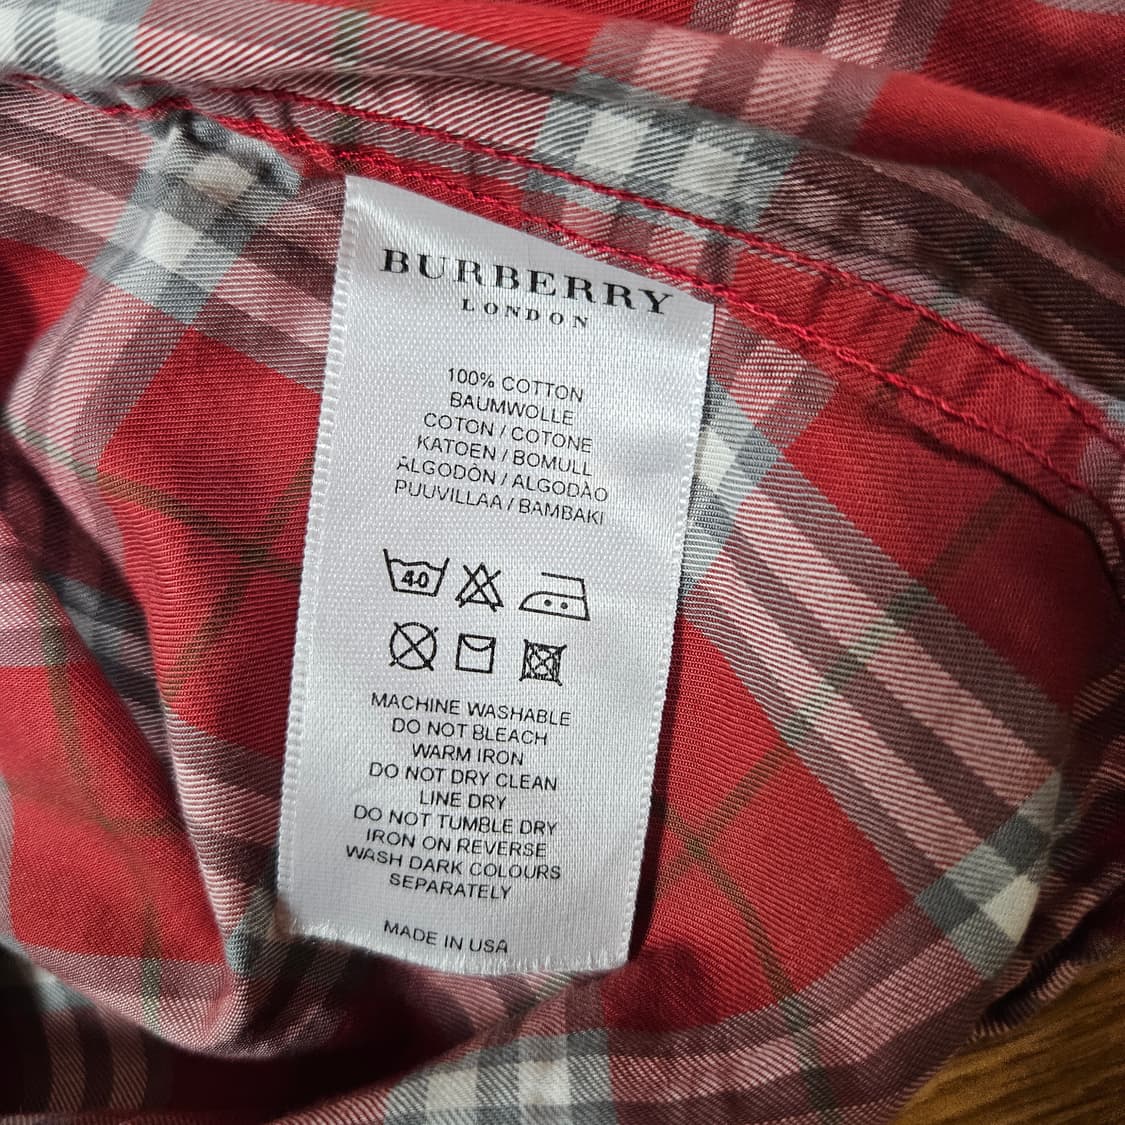 BURBERRY
LONDON
100% COTTON
BAUMWOLLE
COTON / COTONE
KATOEN / BOMULL
ALGODÓN / ALGODÃO
PUUVILLAA / BAMBAKI
40
MACHINE WASHABLE
DO NOT BLEACH
WARM IRON
DO NOT DRY CLEAN
LINE DRY
DO NOT TUMBLE DRY
IRON ON REVERSE
WASH DARK COLOURS
SEPARATELY
MADE IN USA